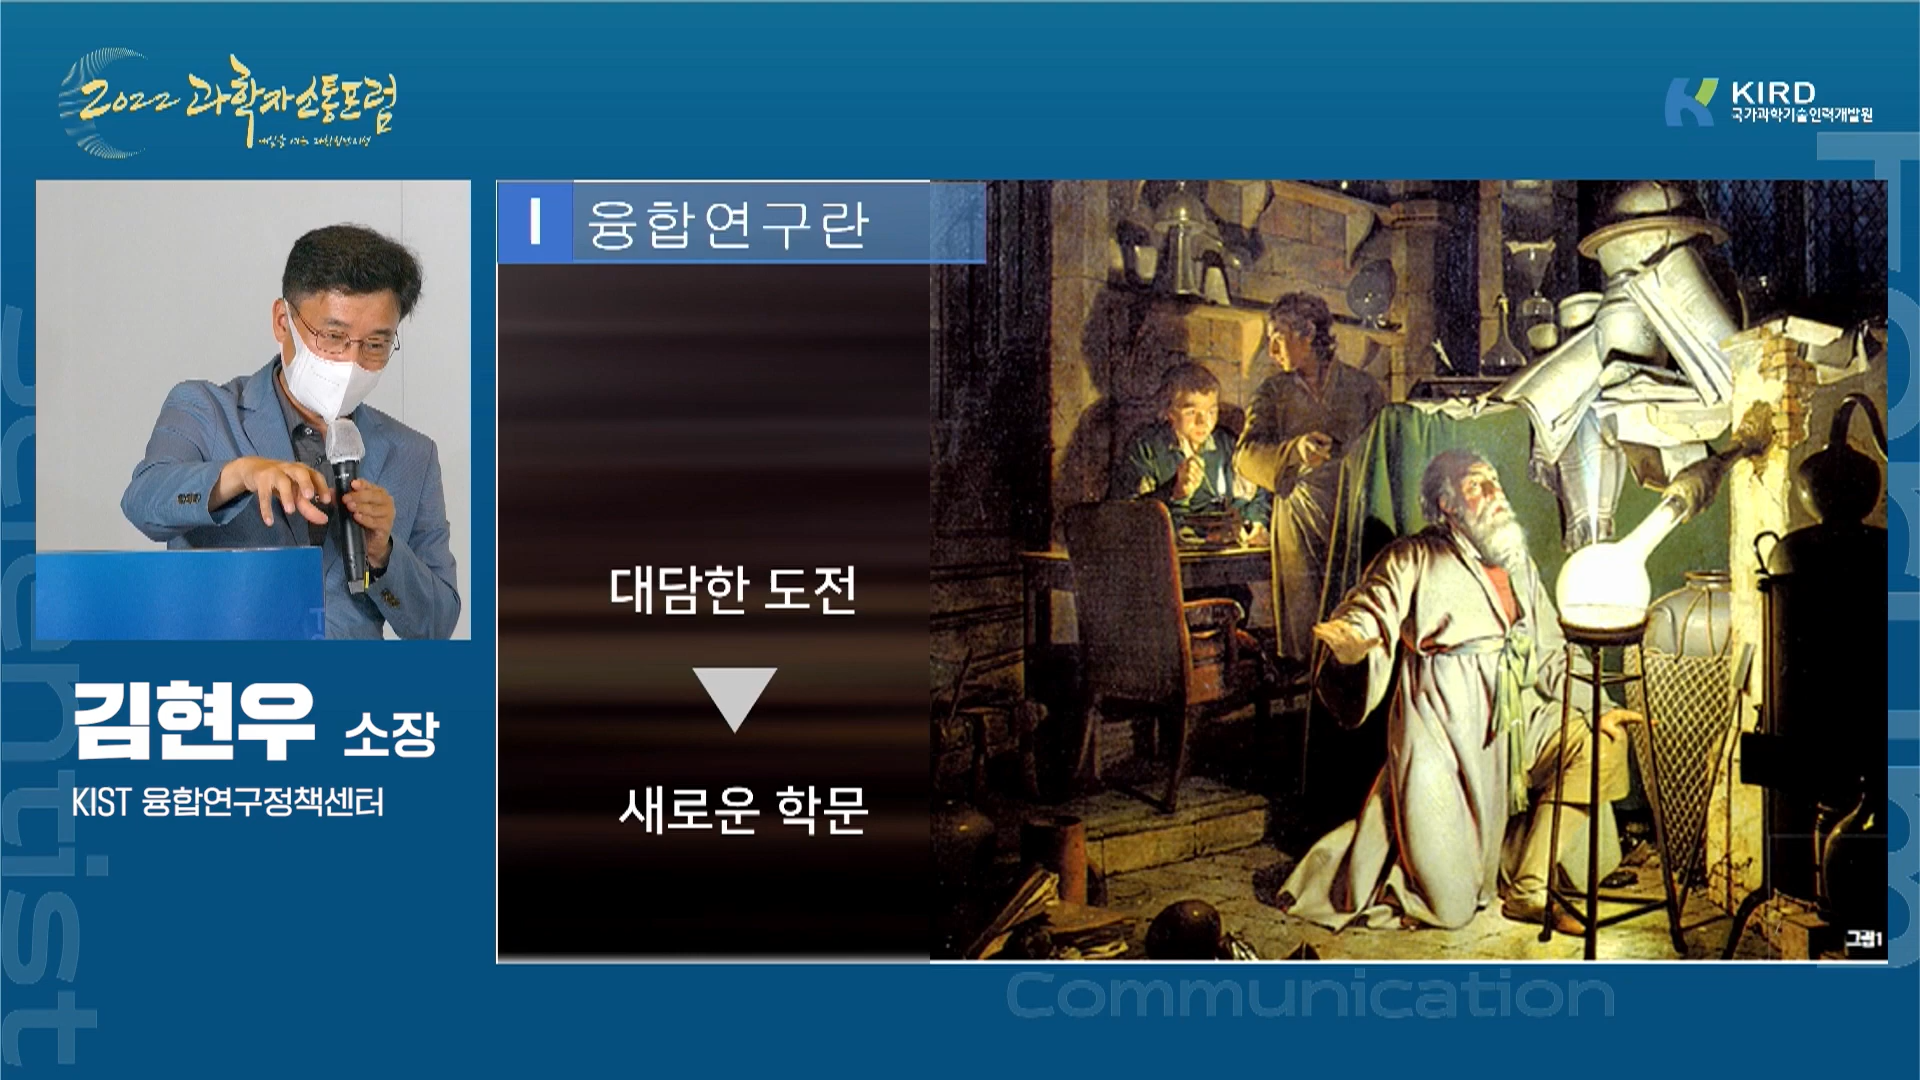 2022 과학자소통포럼
KIRD
국가과학기술인력개발원
I 융합연구란
대담한 도전
새로운 학문
그림1
김현우 소장
KIST 융합연구정책센터
Communication
Scientist
Forum